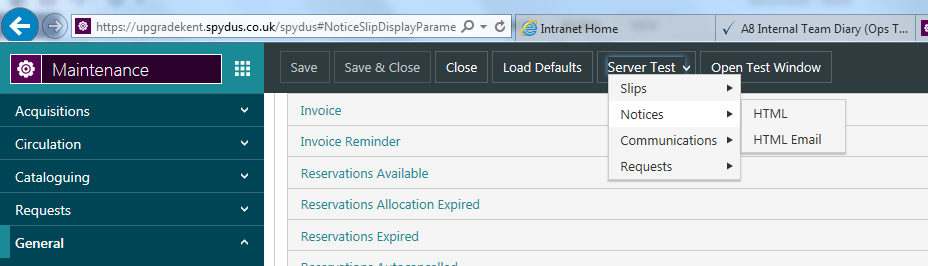 https://upgradekent.spydus.co.uk/spydus#NoticeSlipDisplayParame
Intranet Home
A8 Internal Team Diary (Ops T...
Maintenance
Save
Save & Close
Close
Load Defaults
Server Test
Open Test Window
Acquisitions
Circulation
Cataloguing
Requests
General
Invoice
Invoice Reminder
Reservations Available
Reservations Allocation Expired
Reservations Expired
Reservations Autocancelled
Slips
Notices
Communications
Requests
HTML
HTML Email